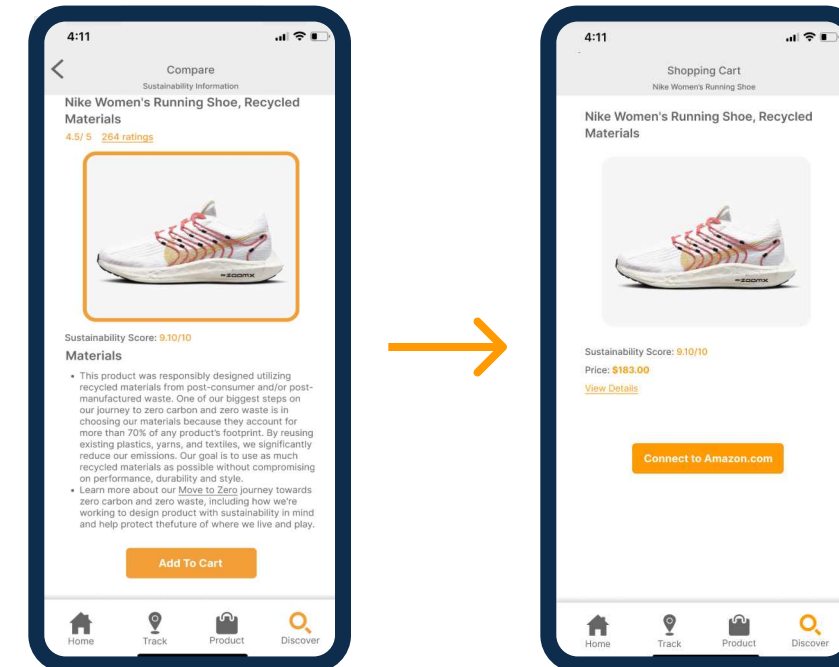 4:11
Compare
Sustainability Information
Nike Women's Running Shoe, Recycled
Materials
4.5/ 5 264 ratings
ZOOMX
Sustainability Score: 9.10/10
Materials
• This product was responsibly designed utilizing
recycled materials from post-consumer and/or post-
manufactured waste. One of our biggest steps on
our journey to zero carbon and zero waste is in
choosing our materials because they account for
more than 70% of any product's footprint. By reusing
existing plastics, yarns, and textiles, we significantly
reduce our emissions. Our goal is to use as much
recycled materials as possible without compromising
on performance, durability and style.
• Learn more about our Move to Zero journey towards
zero carbon and zero waste, including how we're
working to design product with sustainability in mind
and help protect thefuture of where we live and play.
Add To Cart
Home
Track
Product
Discover
4:11
Shopping Cart
Nike Women's Running Shoe
Nike Women's Running Shoe, Recycled
Materials
ZOOMX
Sustainability Score: 9.10/10
Price: $183.00
View Details
Connect to Amazon.com
Home
Track
Product
Discover